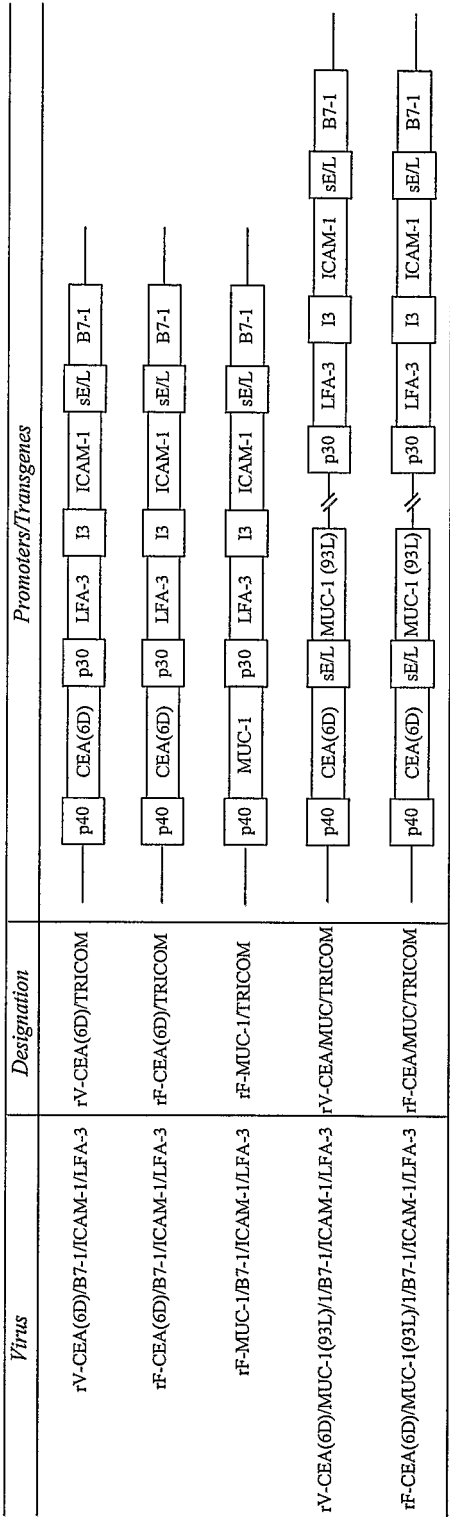 Virus Designation Promoters/Transgenes
rV-CEA(6D)/B7-1/ICAM-1/LFA-3 rV-CEA(6D)/TRICOM p40 CEA(6D) p30 LFA-3 I3 ICAM-1 sE/L B7-1
rF-CEA(6D)/B7-1/ICAM-1/LFA-3 rF-CEA(6D)/TRICOM p40 CEA(6D) p30 LFA-3 I3 ICAM-1 sE/L B7-1
rF-MUC-1/B7-1/ICAM-1/LFA-3 rF-MUC-1/TRICOM p40 MUC-1 p30 LFA-3 I3 ICAM-1 sE/L B7-1
rV-CEA(6D)/MUC-1(93L)/1/B7-1/ICAM-1/LFA-3 rV-CEA/MUC/TRICOM p40 CEA(6D) sE/L MUC-1 (93L) p30 LFA-3 I3 ICAM-1 sE/L B7-1
rF-CEA(6D)/MUC-1(93L)/1/B7-1/ICAM-1/LFA-3 rF-CEA/MUC/TRICOM p40 CEA(6D) sE/L MUC-1 (93L) p30 LFA-3 I3 ICAM-1 sE/L B7-1